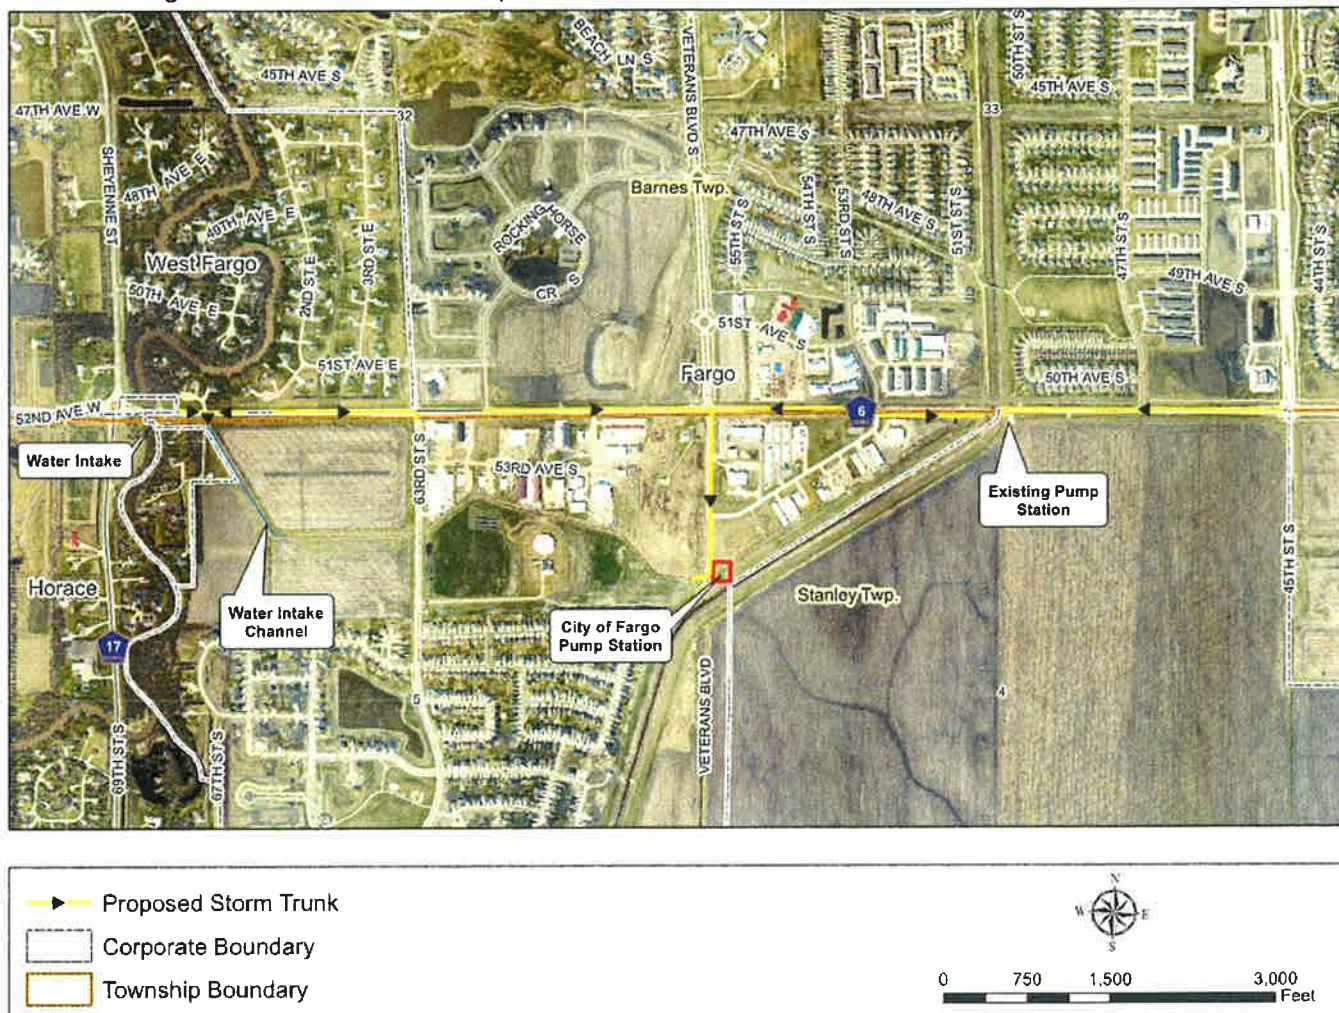 45TH AVE S
BEACH
LN S
VETERANS BLVD S
50TH ST S
45TH AVE S
47TH AVE W
32
33
SHEYENNE ST
48TH AVE E
47TH AVE S
44TH ST S
Barnes Twp.
54TH ST S
53RD ST S
48TH AVE S
51ST ST S
49TH AVE E
3RD ST E
ROCKING HORSE
CR S
55TH ST S
47TH ST S
West Fargo
2ND ST E
49TH AVE S
50TH AVE E
51ST AVE S
51ST AVE E
Fargo
50TH AVE S
52ND AVE W
6
Water Intake
63RD ST S
53RD AVE S
Existing Pump
Station
45TH ST S
Horace
Water Intake
Channel
City of Fargo
Pump Station
Stanley Twp.
17
5
4
VETERANS BLVD
69TH ST S
67TH ST S
Proposed Storm Trunk
Corporate Boundary
Township Boundary
N
W
E
S
0 750 1,500 3,000
Feet